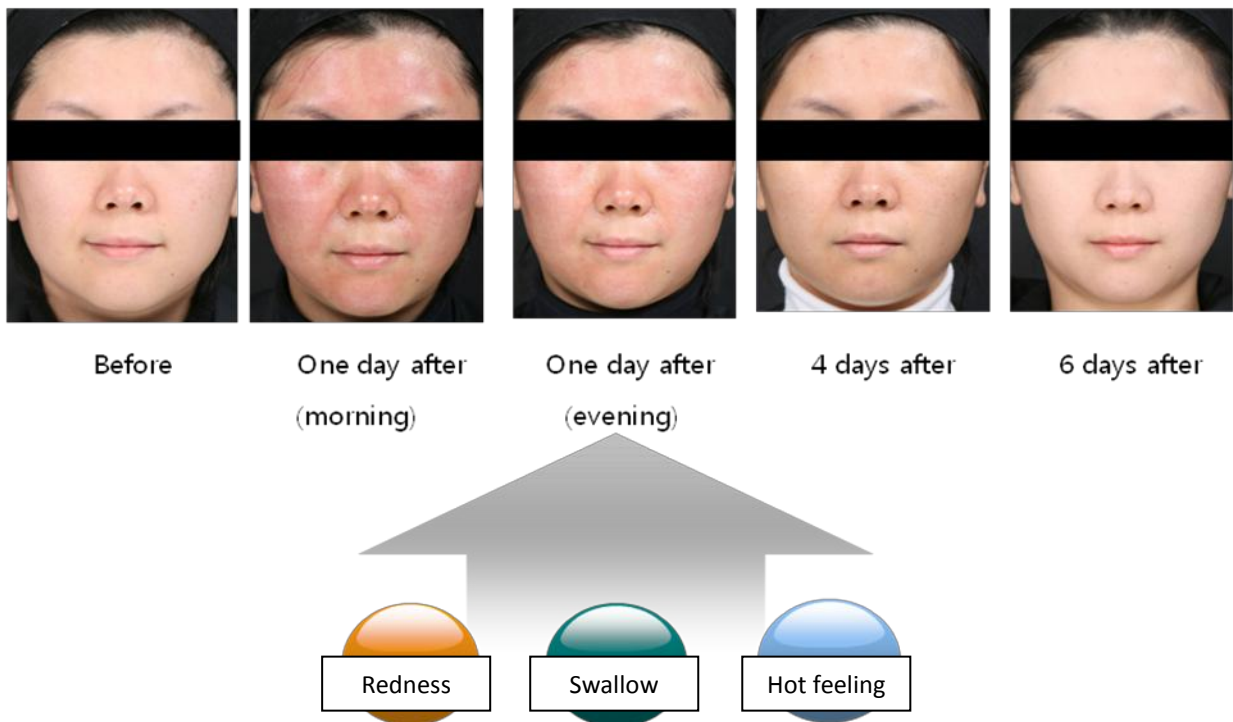 Before
One day after
(morning)
One day after
(evening)
4 days after
6 days after
Redness
Swallow
Hot feeling